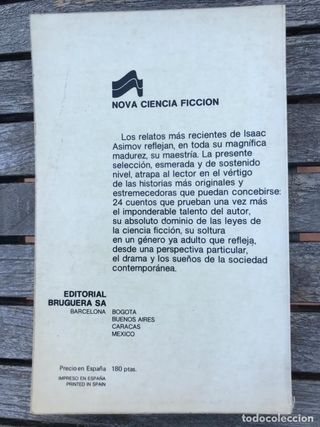 NOVA CIENCIA FICCION
Los relatos más recientes de Isaac
Asimov reflejan, en toda su magnífica
madurez, su maestría. La presente
selección, esmerada y de sostenido
nivel, atrapa al lector en el vértigo
de las historias más originales y
estremecedoras que puedan concebirse:
24 cuentos que prueban una vez más
el imponderable talento del autor,
su absoluto dominio de las leyes de
la ciencia ficción, su soltura
en un género ya adulto que refleja,
desde una perspectiva particular,
el drama y los sueños de la sociedad
contemporánea.
EDITORIAL
BRUGUERA SA
BARCELONA BOGOTA
BUENOS AIRES
CARACAS
MEXICO
Precio en España 180 ptas.
IMPRESO EN ESPAÑA
PRINTED IN SPAIN
todocoleccion